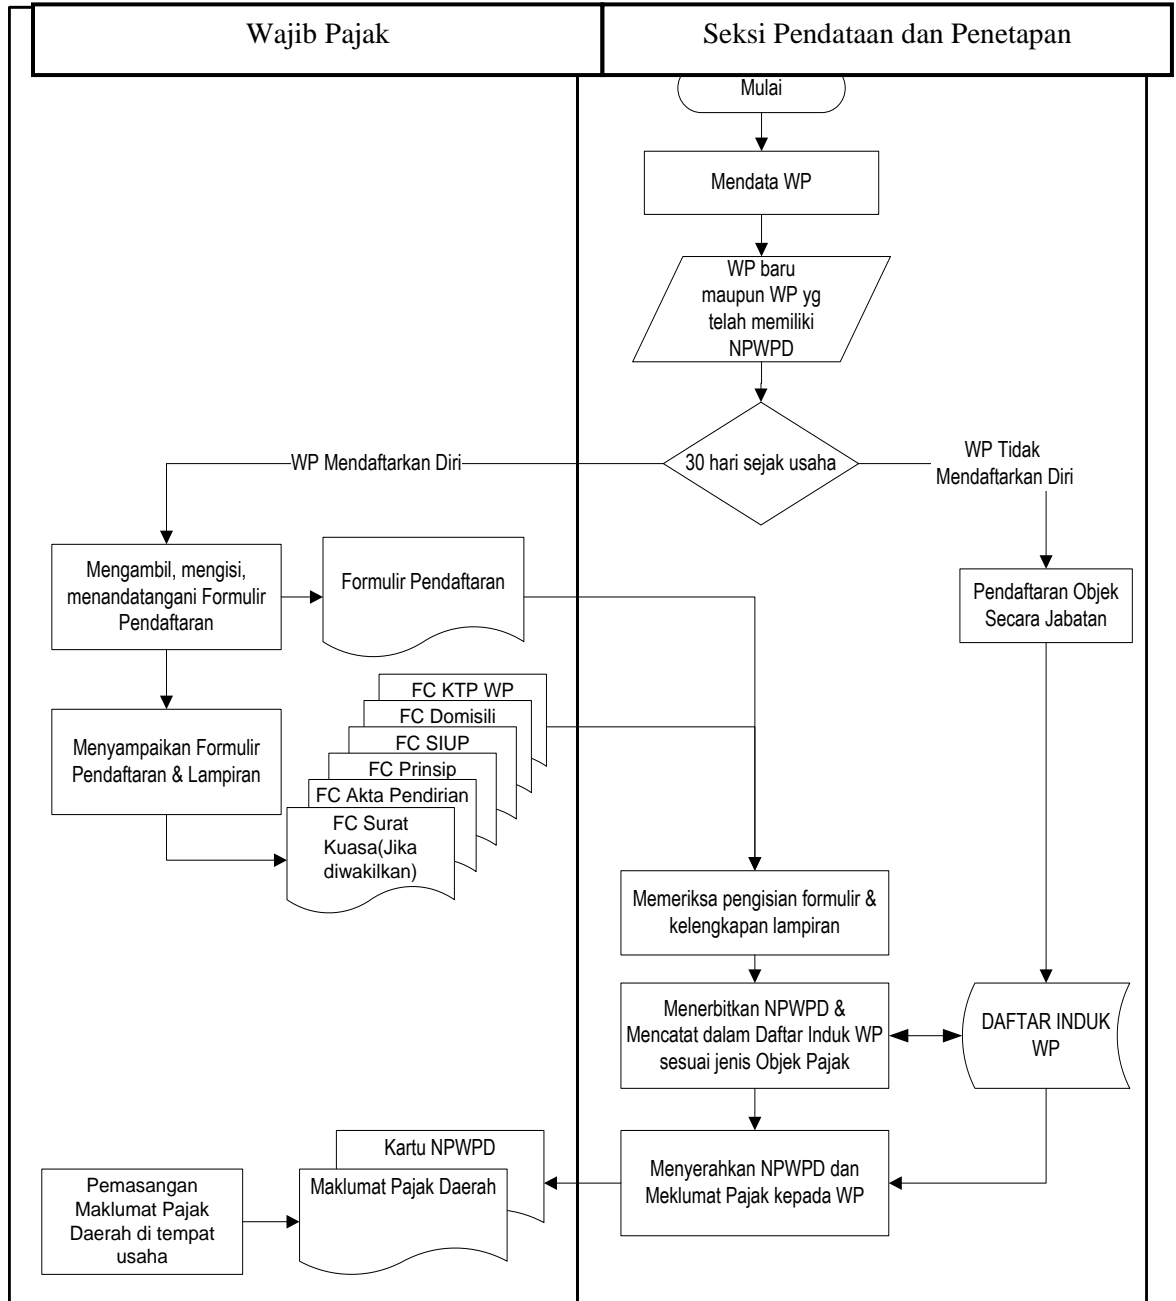 Wajib Pajak
Seksi Pendataan dan Penetapan
Mulai
Mendata WP
WP baru
maupun WP yg
telah memiliki
NPWPD
30 hari sejak usaha
WP Mendaftarkan Diri
WP Tidak
Mendaftarkan Diri
Mengambil, mengisi,
menandatangani Formulir
Pendaftaran
Formulir Pendaftaran
Pendaftaran Objek
Secara Jabatan
Menyampaikan Formulir
Pendaftaran & Lampiran
FC KTP WP
FC Domisili
FC SIUP
FC Prinsip
FC Akta Pendirian
FC Surat
Kuasa(Jika
diwakilkan)
Memeriksa pengisian formulir &
kelengkapan lampiran
Menerbitkan NPWPD &
Mencatat dalam Daftar Induk WP
sesuai jenis Objek Pajak
DAFTAR INDUK
WP
Menyerahkan NPWPD dan
Meklumat Pajak kepada WP
Kartu NPWPD
Maklumat Pajak Daerah
Pemasangan
Maklumat Pajak
Daerah di tempat
usaha